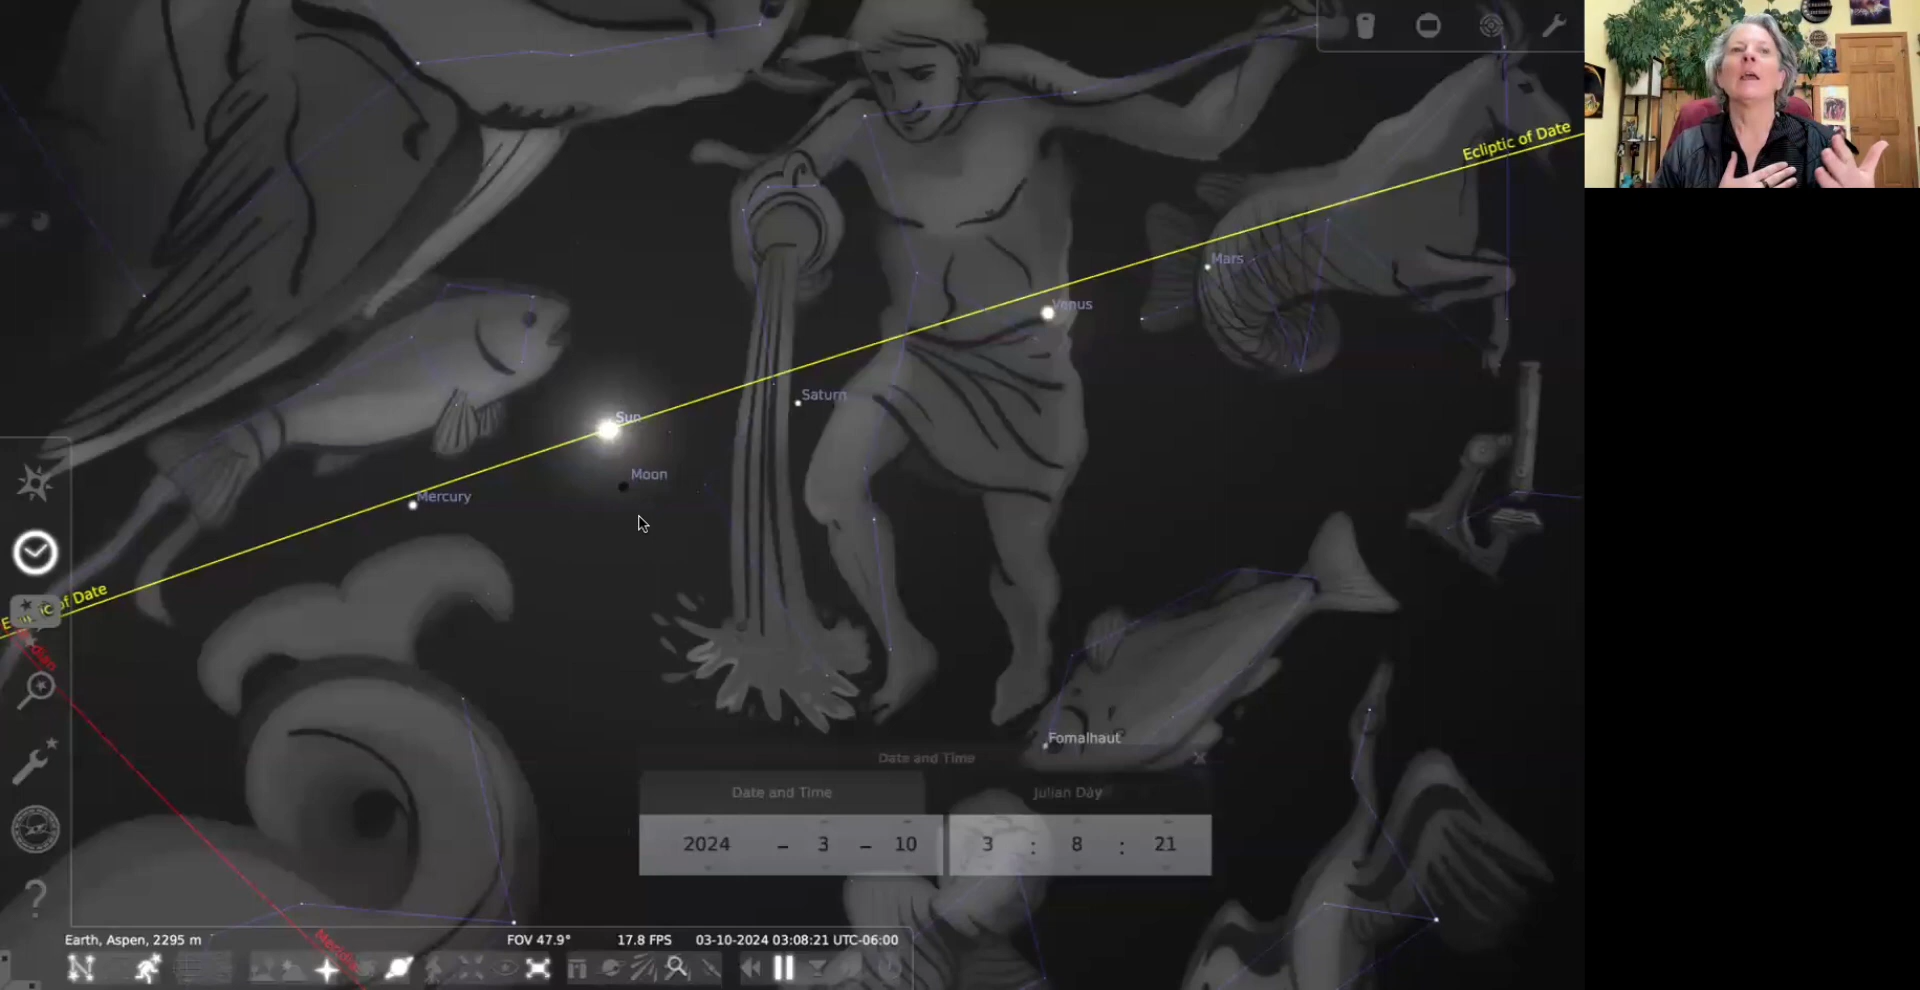 Ecliptic of Date
Mars
Venus
Saturn
Sun
Moon
Mercury
of Date
Fomalhaut
Date and Time
Date and Time
Julian Day
2024 – 3 – 10
3 : 8 : 21
Earth, Aspen, 2295 m
FOV 47.9°
17.8 FPS
03-10-2024 03:08:21 UTC-06:00